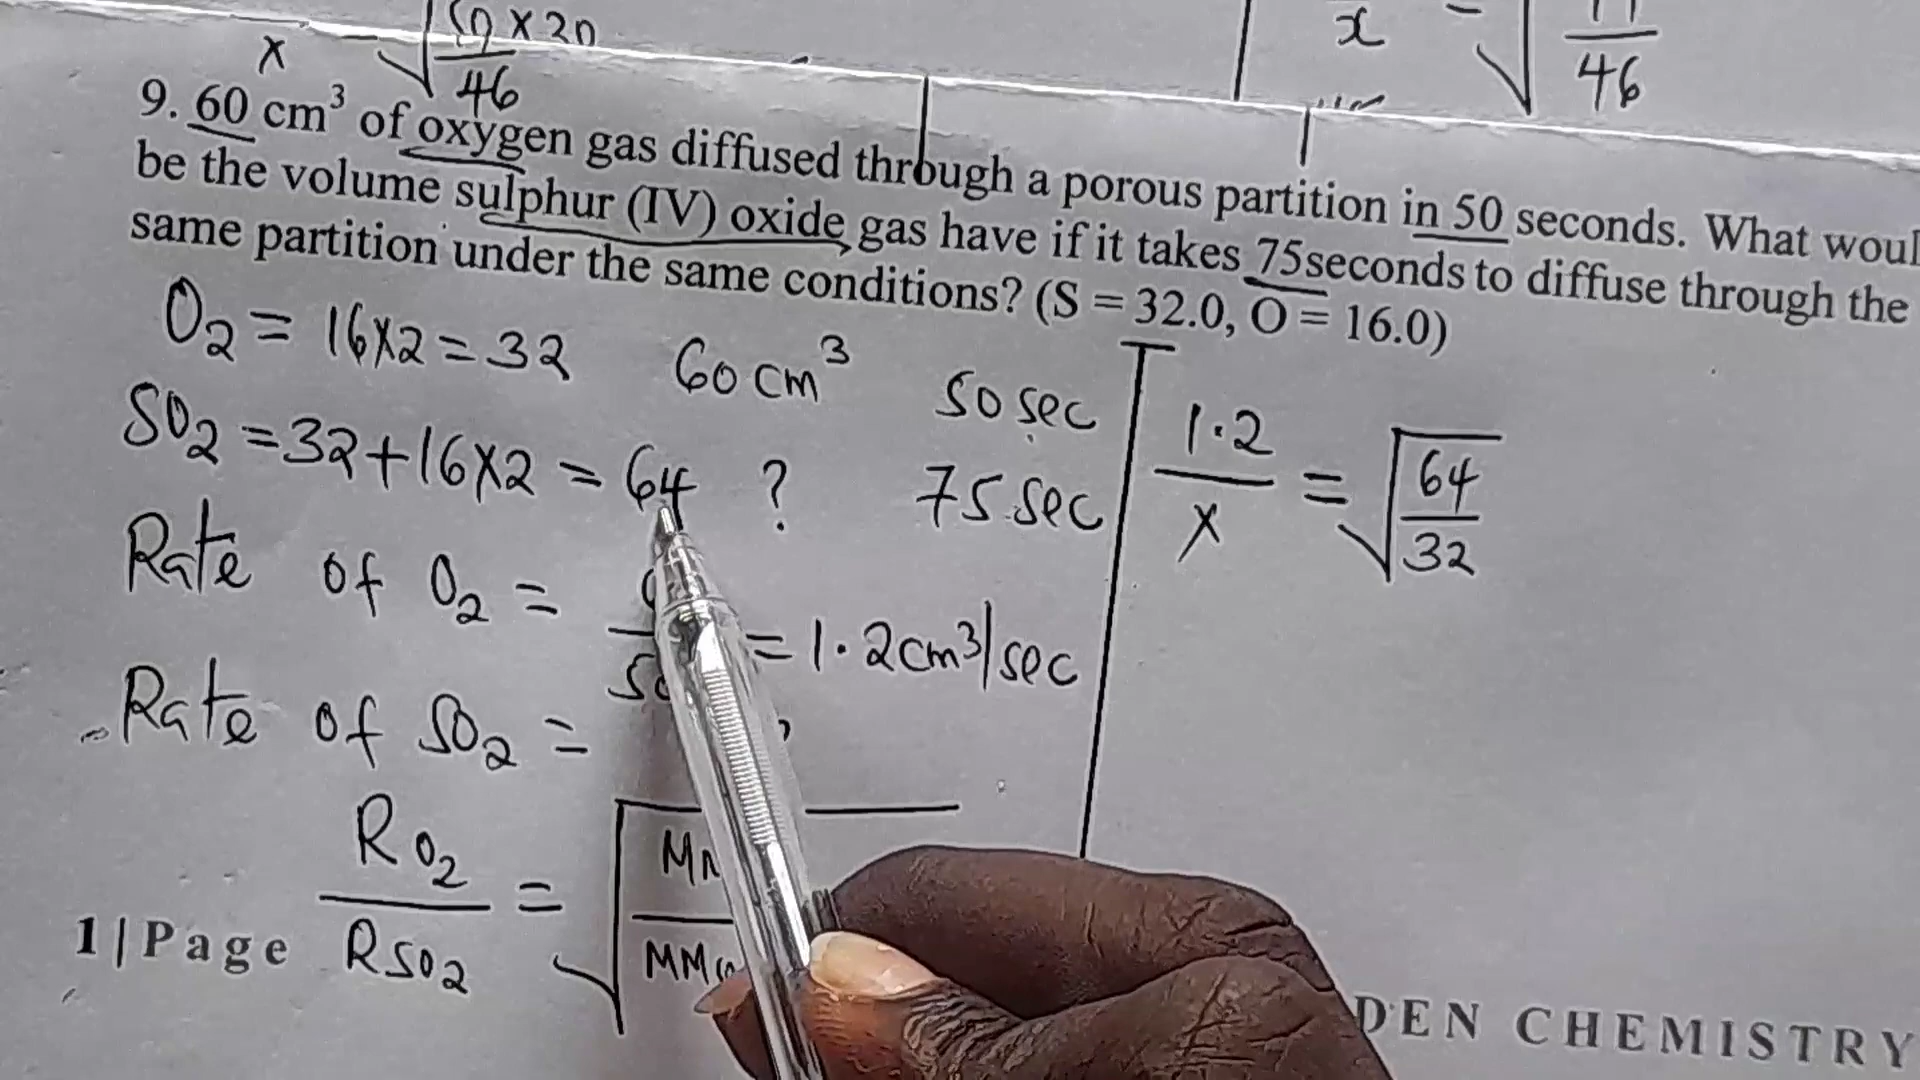 x = √ 50 × 20 / 46
x = √ / 46
9. 60 cm³ of oxygen gas diffused through a porous partition in 50 seconds. What woul
be the volume sulphur (IV) oxide gas have if it takes 75seconds to diffuse through the
same partition under the same conditions? (S = 32.0, O = 16.0)
O₂ = 16×2 = 32 60 cm³ 50 sec
SO₂ = 32+16×2 = 64 ? 75 sec
Rate of O₂ = = 1.2cm³/sec
Rate of SO₂ =
R O₂ / R SO₂ = √
1.2 / x = √ 64 / 32
1 | Page
DEN CHEMISTRY